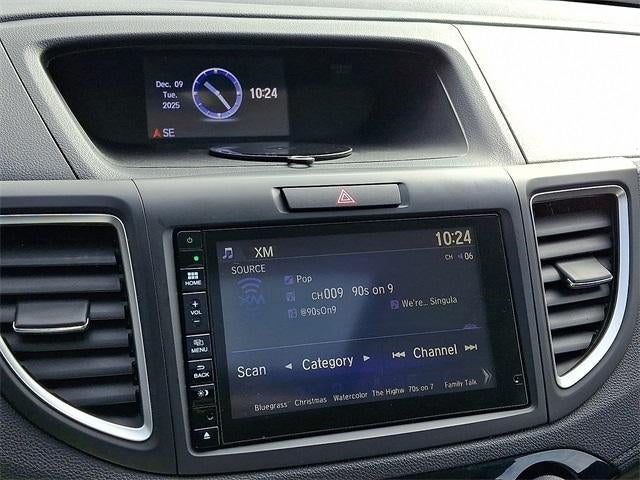 Dec. 09
Tue.
2025
10:24
SE
XM
10:24
SOURCE
CH 06
XM
Pop
CH009 90s on 9
@90sOn9
We're... Singula
Scan
Category
Channel
Bluegrass Christmas Watercolor The Highw 70s on 7 Family Talk
HOME
+
VOL
−
MENU
BACK